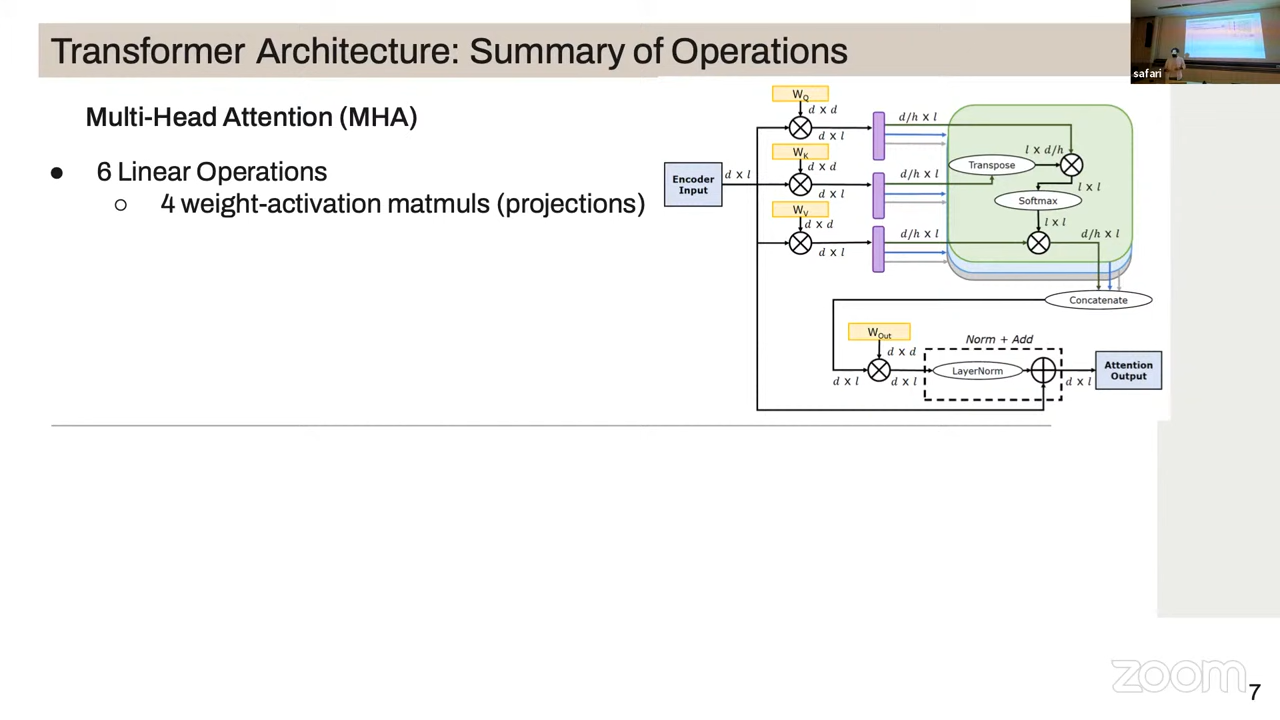 Transformer Architecture: Summary of Operations
safari
Multi-Head Attention (MHA)
● 6 Linear Operations
○ 4 weight-activation matmuls (projections)
W_Q
d x d
d x l
d/h x l
W_K
d x d
d x l
d/h x l
W_V
d x d
d x l
d/h x l
Encoder
Input
d x l
Transpose
l x d/h
l x l
Softmax
l x l
d/h x l
Concatenate
W_Out
d x d
d x l
d x l
Norm + Add
LayerNorm
d x l
Attention
Output
zoom
7